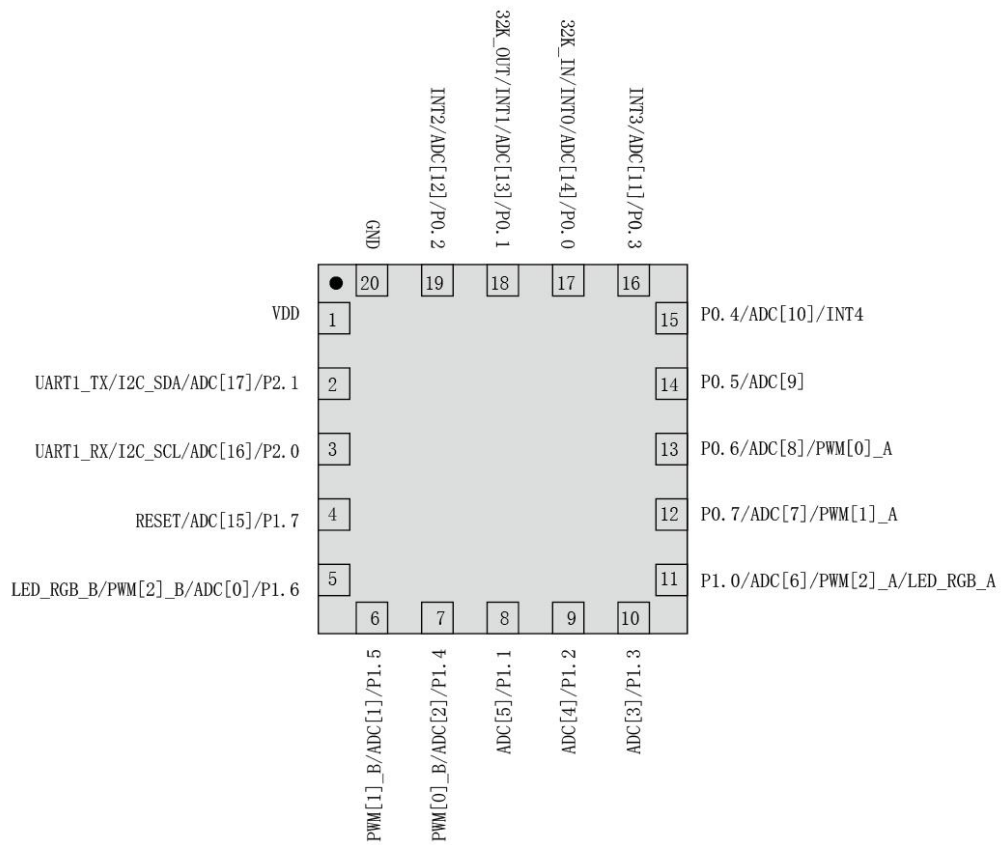 32K_OUT/INT1/ADC[13]/P0.1
32K_IN/INT0/ADC[14]/P0.0
INT2/ADC[12]/P0.2
INT3/ADC[11]/P0.3
GND
20
19
18
17
16
VDD
1
15
P0.4/ADC[10]/INT4
UART1_TX/I2C_SDA/ADC[17]/P2.1
2
14
P0.5/ADC[9]
UART1_RX/I2C_SCL/ADC[16]/P2.0
3
13
P0.6/ADC[8]/PWM[0]_A
RESET/ADC[15]/P1.7
4
12
P0.7/ADC[7]/PWM[1]_A
LED_RGB_B/PWM[2]_B/ADC[0]/P1.6
5
11
P1.0/ADC[6]/PWM[2]_A/LED_RGB_A
6
7
8
9
10
PWM[1]_B/ADC[1]/P1.5
PWM[0]_B/ADC[2]/P1.4
ADC[5]/P1.1
ADC[4]/P1.2
ADC[3]/P1.3